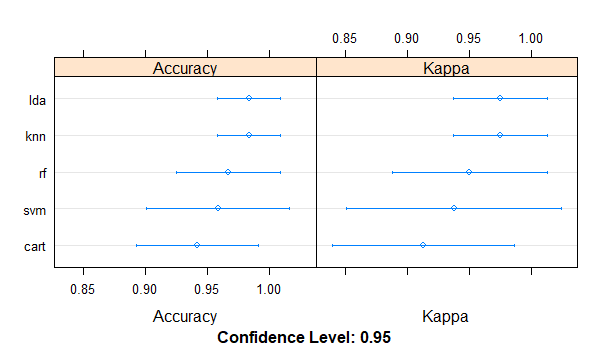 0.85 0.90 0.95 1.00
Accuracy Kappa
lda
knn
rf
svm
cart
0.85 0.90 0.95 1.00
Accuracy Kappa
Confidence Level: 0.95